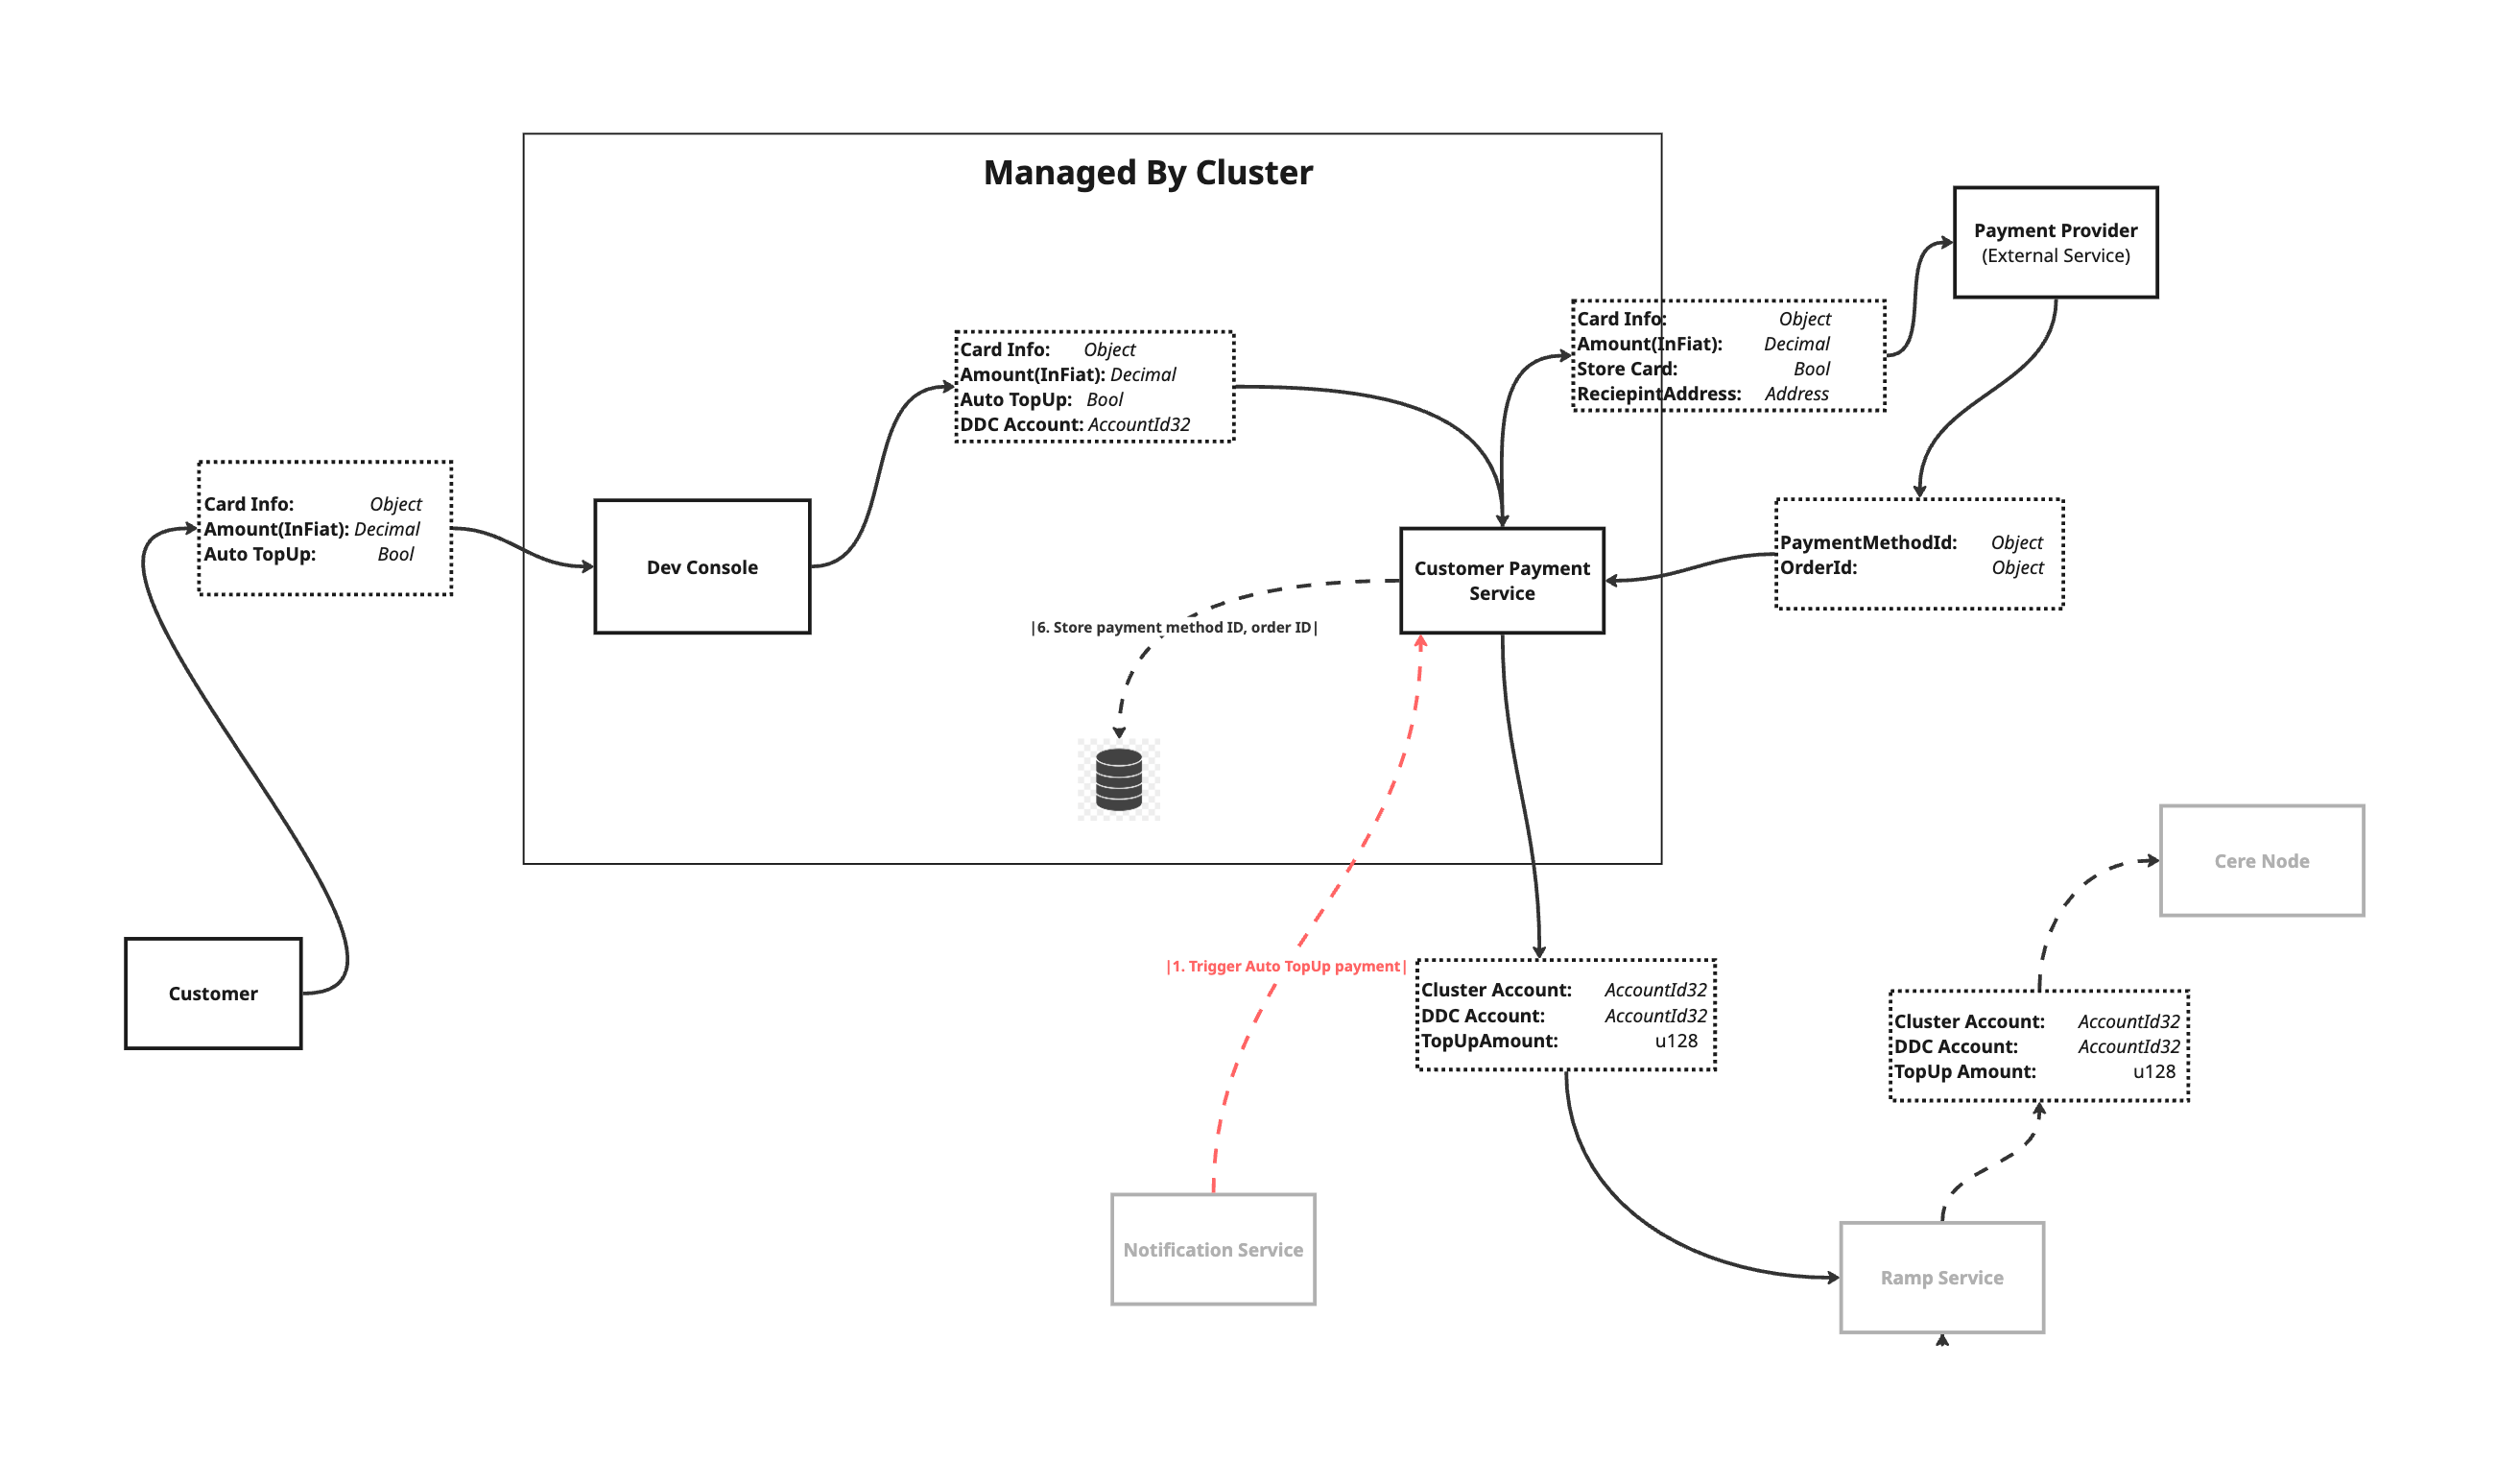 Managed By Cluster
Payment Provider
(External Service)
Card Info: Object
Amount(InFiat): Decimal
Store Card: Bool
ReciepintAddress: Address
Card Info: Object
Amount(InFiat): Decimal
Auto TopUp: Bool
DDC Account: AccountId32
Card Info: Object
Amount(InFiat): Decimal
Auto TopUp: Bool
Dev Console
Customer Payment
Service
PaymentMethodId: Object
OrderId: Object
|6. Store payment method ID, order ID|
Cere Node
|1. Trigger Auto TopUp payment|
Customer
Cluster Account: AccountId32
DDC Account: AccountId32
TopUpAmount: u128
Cluster Account: AccountId32
DDC Account: AccountId32
TopUp Amount: u128
Notification Service
Ramp Service